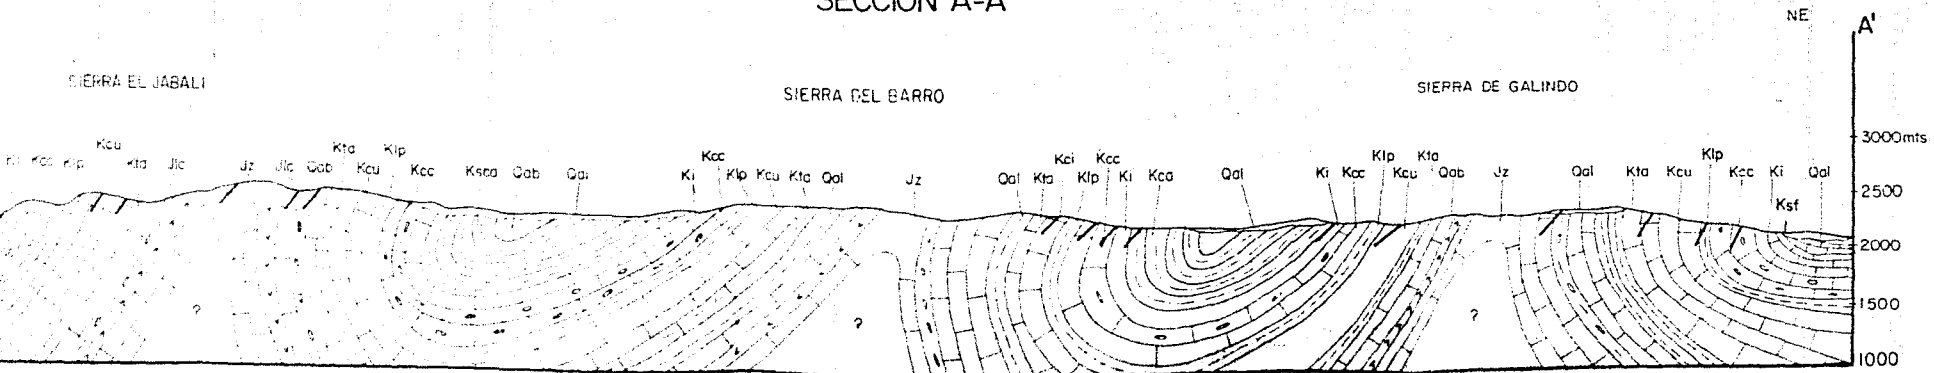 SECCION A-A'
NE
A'
SIERRA EL JABALI
SIERRA DEL BARRO
SIERRA DE GALINDO
3000mts
Kcu Kta Klp Kcc Kci Kcc Klp Kta Klp
Kcc Klp Kta Jlc Jz Jlc Qab Kcu Kcc Ksca Qab Qal Ki Klp Kcu Kta Qal Jz Qal Kta Klp Ki Kca Qal Ki Kcc Kcu Qab Jz Qal Kta Kcu Kcc Ki Qal
2500
Ksf
2000
? ? ?
1500
1000